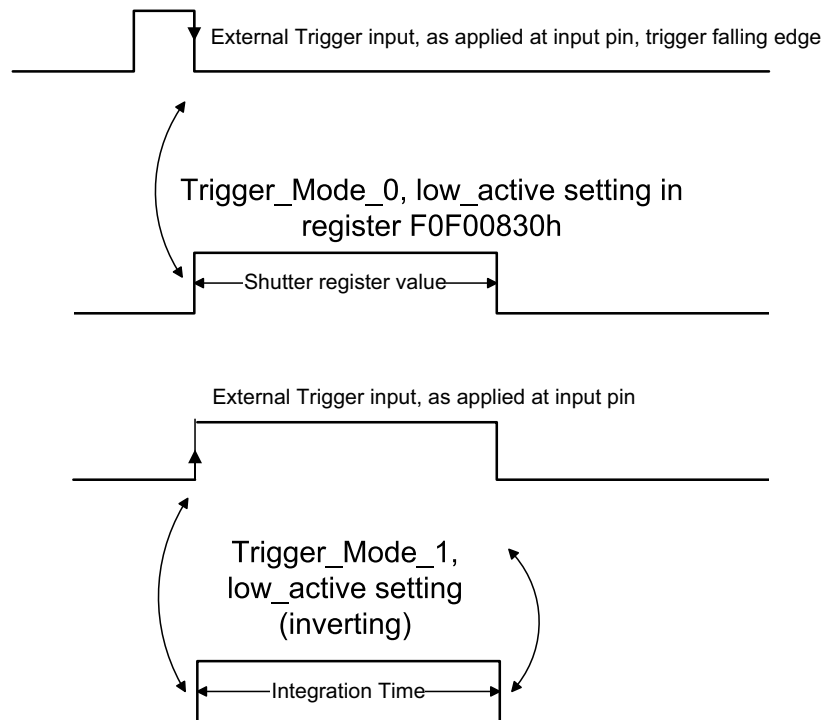 External Trigger input, as applied at input pin, trigger falling edge
Trigger_Mode_0, low_active setting in
register F0F00830h
Shutter register value
External Trigger input, as applied at input pin
Trigger_Mode_1,
low_active setting
(inverting)
Integration Time